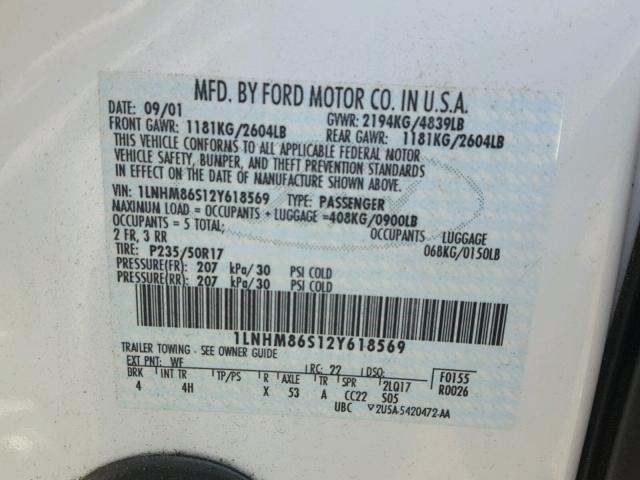 MFD. BY FORD MOTOR CO. IN U.S.A.
DATE: 09/01 GVWR: 2194KG/4839LB
FRONT GAWR: 1181KG/2604LB REAR GAWR: 1181KG/2604LB
THIS VEHICLE CONFORMS TO ALL APPLICABLE FEDERAL MOTOR
VEHICLE SAFETY, BUMPER, AND THEFT PREVENTION STANDARDS
IN EFFECT ON THE DATE OF MANUFACTURE SHOWN ABOVE.
VIN: 1LNHM86S12Y618569 TYPE: PASSENGER
MAXIMUM LOAD = OCCUPANTS + LUGGAGE =408KG/0900LB
OCCUPANTS = 5 TOTAL; OCCUPANTS LUGGAGE
2 FR, 3 RR 068KG/0150LB
TIRE: P235/50R17
PRESSURE(FR): 207 kPa/30 PSI COLD
PRESSURE(RR): 207 kPa/30 PSI COLD
1LNHM86S12Y618569
TRAILER TOWING - SEE OWNER GUIDE
EXT PNT: WF RC: 22 DSO: F0155
BRK INT TR TP/PS R AXLE TR SPR 2LQ17 R0026
4 4H X 53 A CC22 S05
UBC 2USA-5420472-AA